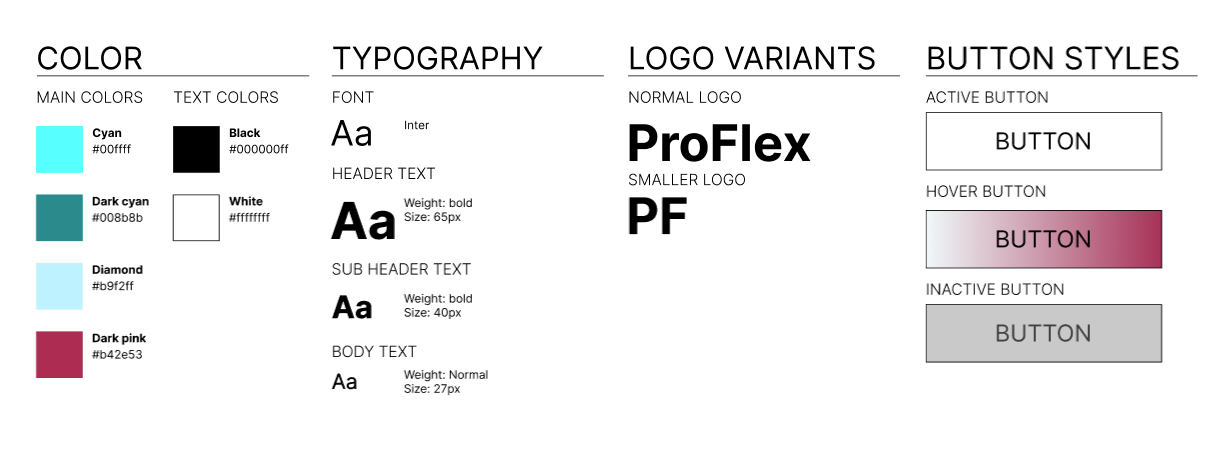 COLOR
MAIN COLORS
TEXT COLORS
Cyan
#00ffff
Black
#000000ff
Dark cyan
#008b8b
White
#ffffffff
Diamond
#b9f2ff
Dark pink
#b42e53
TYPOGRAPHY
FONT
Aa
Inter
HEADER TEXT
Aa
Weight: bold
Size: 65px
SUB HEADER TEXT
Aa
Weight: bold
Size: 40px
BODY TEXT
Aa
Weight: Normal
Size: 27px
LOGO VARIANTS
NORMAL LOGO
ProFlex
SMALLER LOGO
PF
BUTTON STYLES
ACTIVE BUTTON
BUTTON
HOVER BUTTON
BUTTON
INACTIVE BUTTON
BUTTON